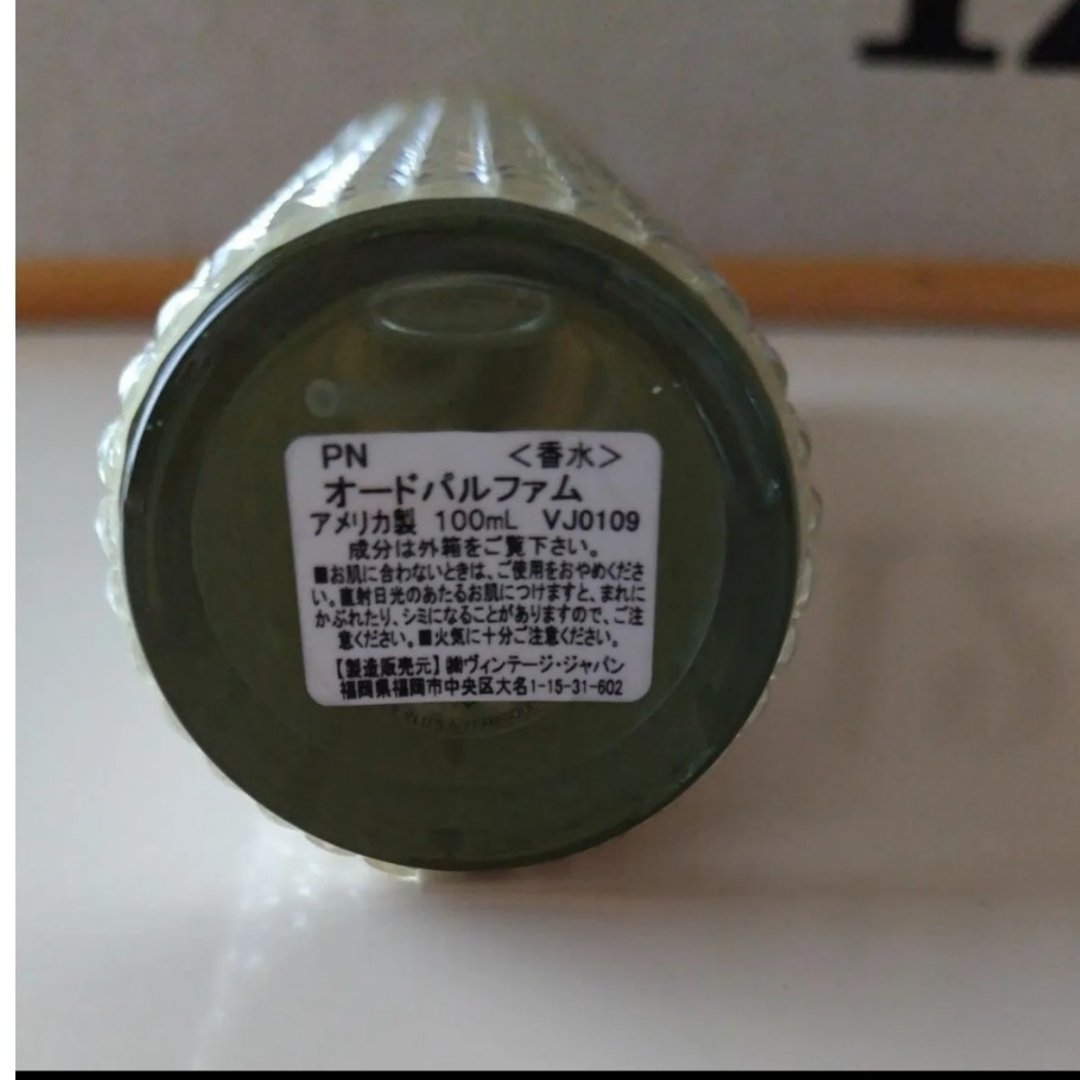 PN <香水>
オードパルファム
アメリカ製 100mL VJ0109
成分は外箱をご覧下さい。
■お肌に合わないときは、ご使用をおやめくださ
い。直射日光のあたるお肌につけますと、まれに
かぶれたり、シミになることがありますので、ご注
意ください。■火気に十分ご注意ください。
【製造販売元】㈱ヴィンテージ・ジャパン
福岡県福岡市中央区大名1-15-31-602